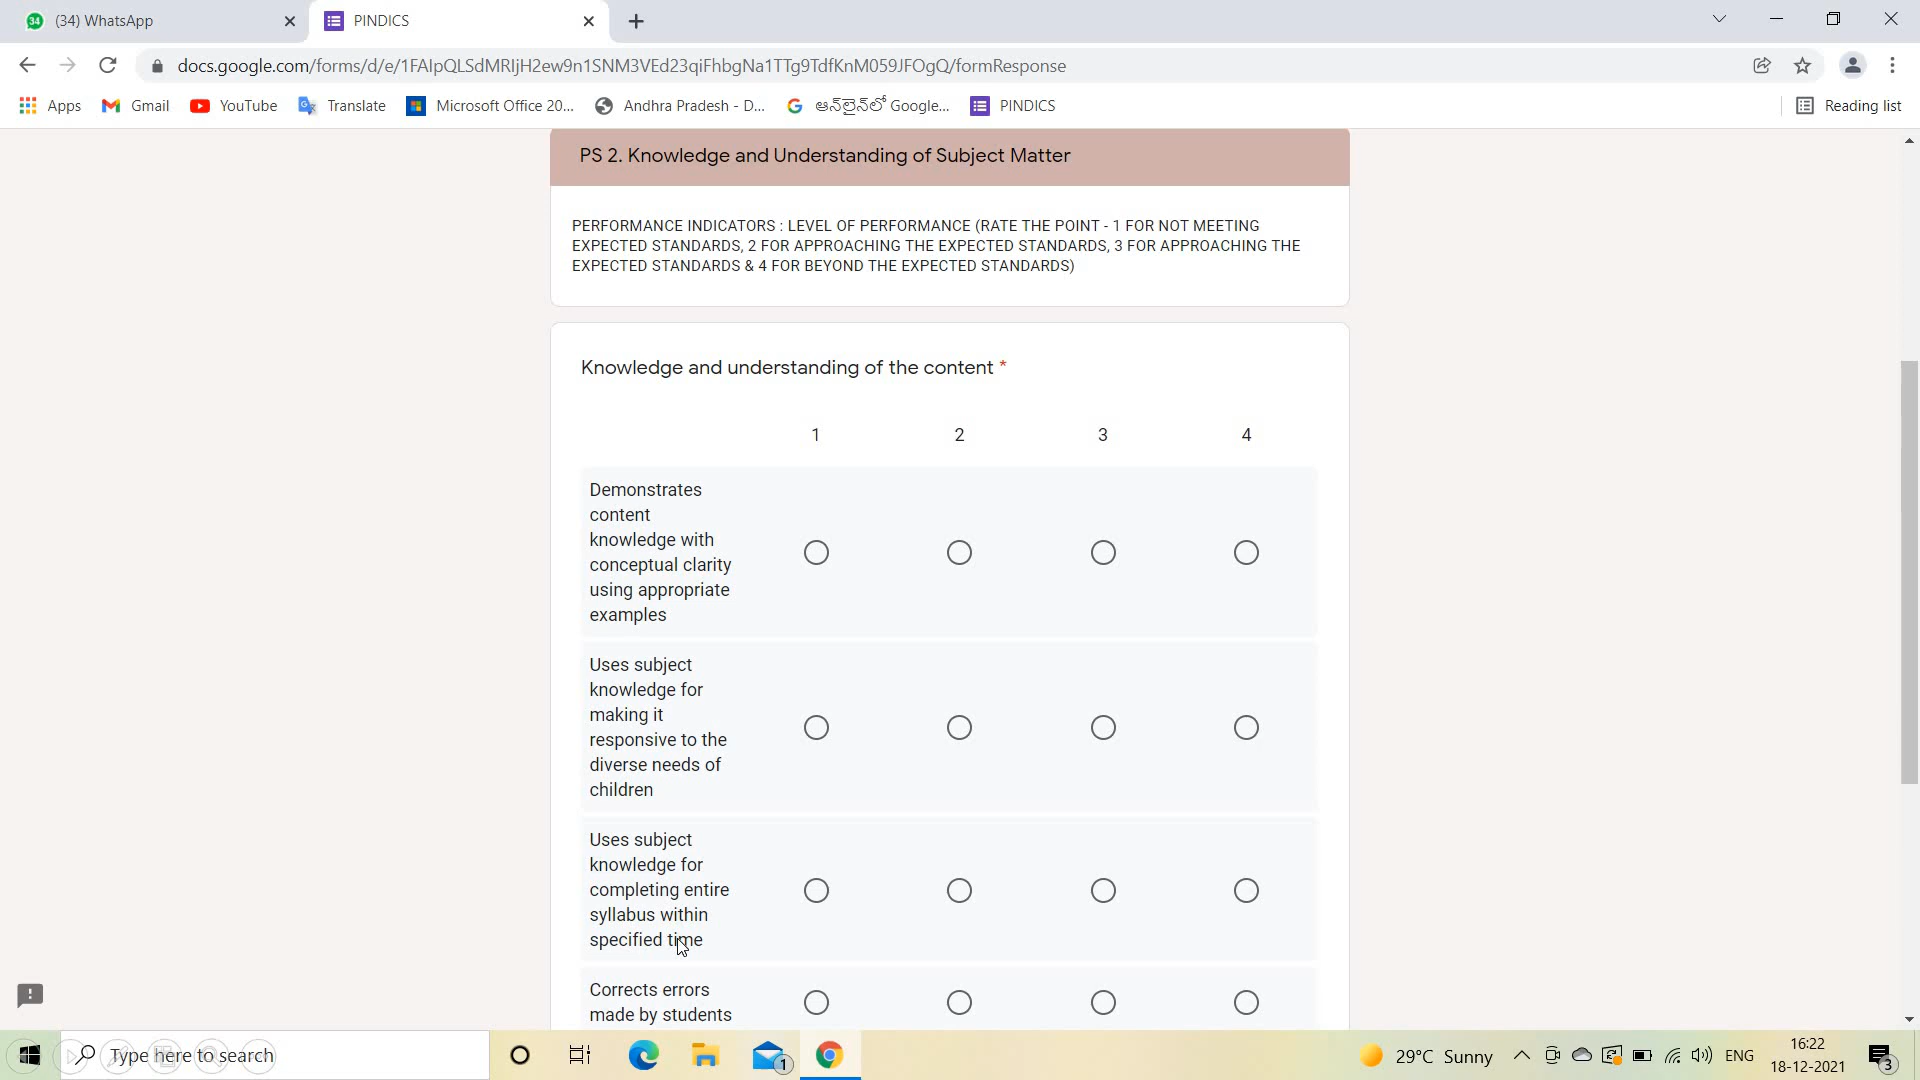 (34) WhatsApp
PINDICS
docs.google.com/forms/d/e/1FAIpQLSdMRIjH2ew9n1SNM3VEd23qiFhbgNa1TTg9TdfKnM059JFOgQ/formResponse
Apps Gmail YouTube Translate Microsoft Office 20... Andhra Pradesh - D... ఆన్‌లైన్‌లో Google... PINDICS Reading list
PS 2. Knowledge and Understanding of Subject Matter
PERFORMANCE INDICATORS : LEVEL OF PERFORMANCE (RATE THE POINT - 1 FOR NOT MEETING
EXPECTED STANDARDS, 2 FOR APPROACHING THE EXPECTED STANDARDS, 3 FOR APPROACHING THE
EXPECTED STANDARDS & 4 FOR BEYOND THE EXPECTED STANDARDS)
Knowledge and understanding of the content *
1 2 3 4
Demonstrates
content
knowledge with
conceptual clarity
using appropriate
examples
Uses subject
knowledge for
making it
responsive to the
diverse needs of
children
Uses subject
knowledge for
completing entire
syllabus within
specified time
Corrects errors
made by students
Type here to search
1
29°C Sunny
ENG
16:22
18-12-2021
3